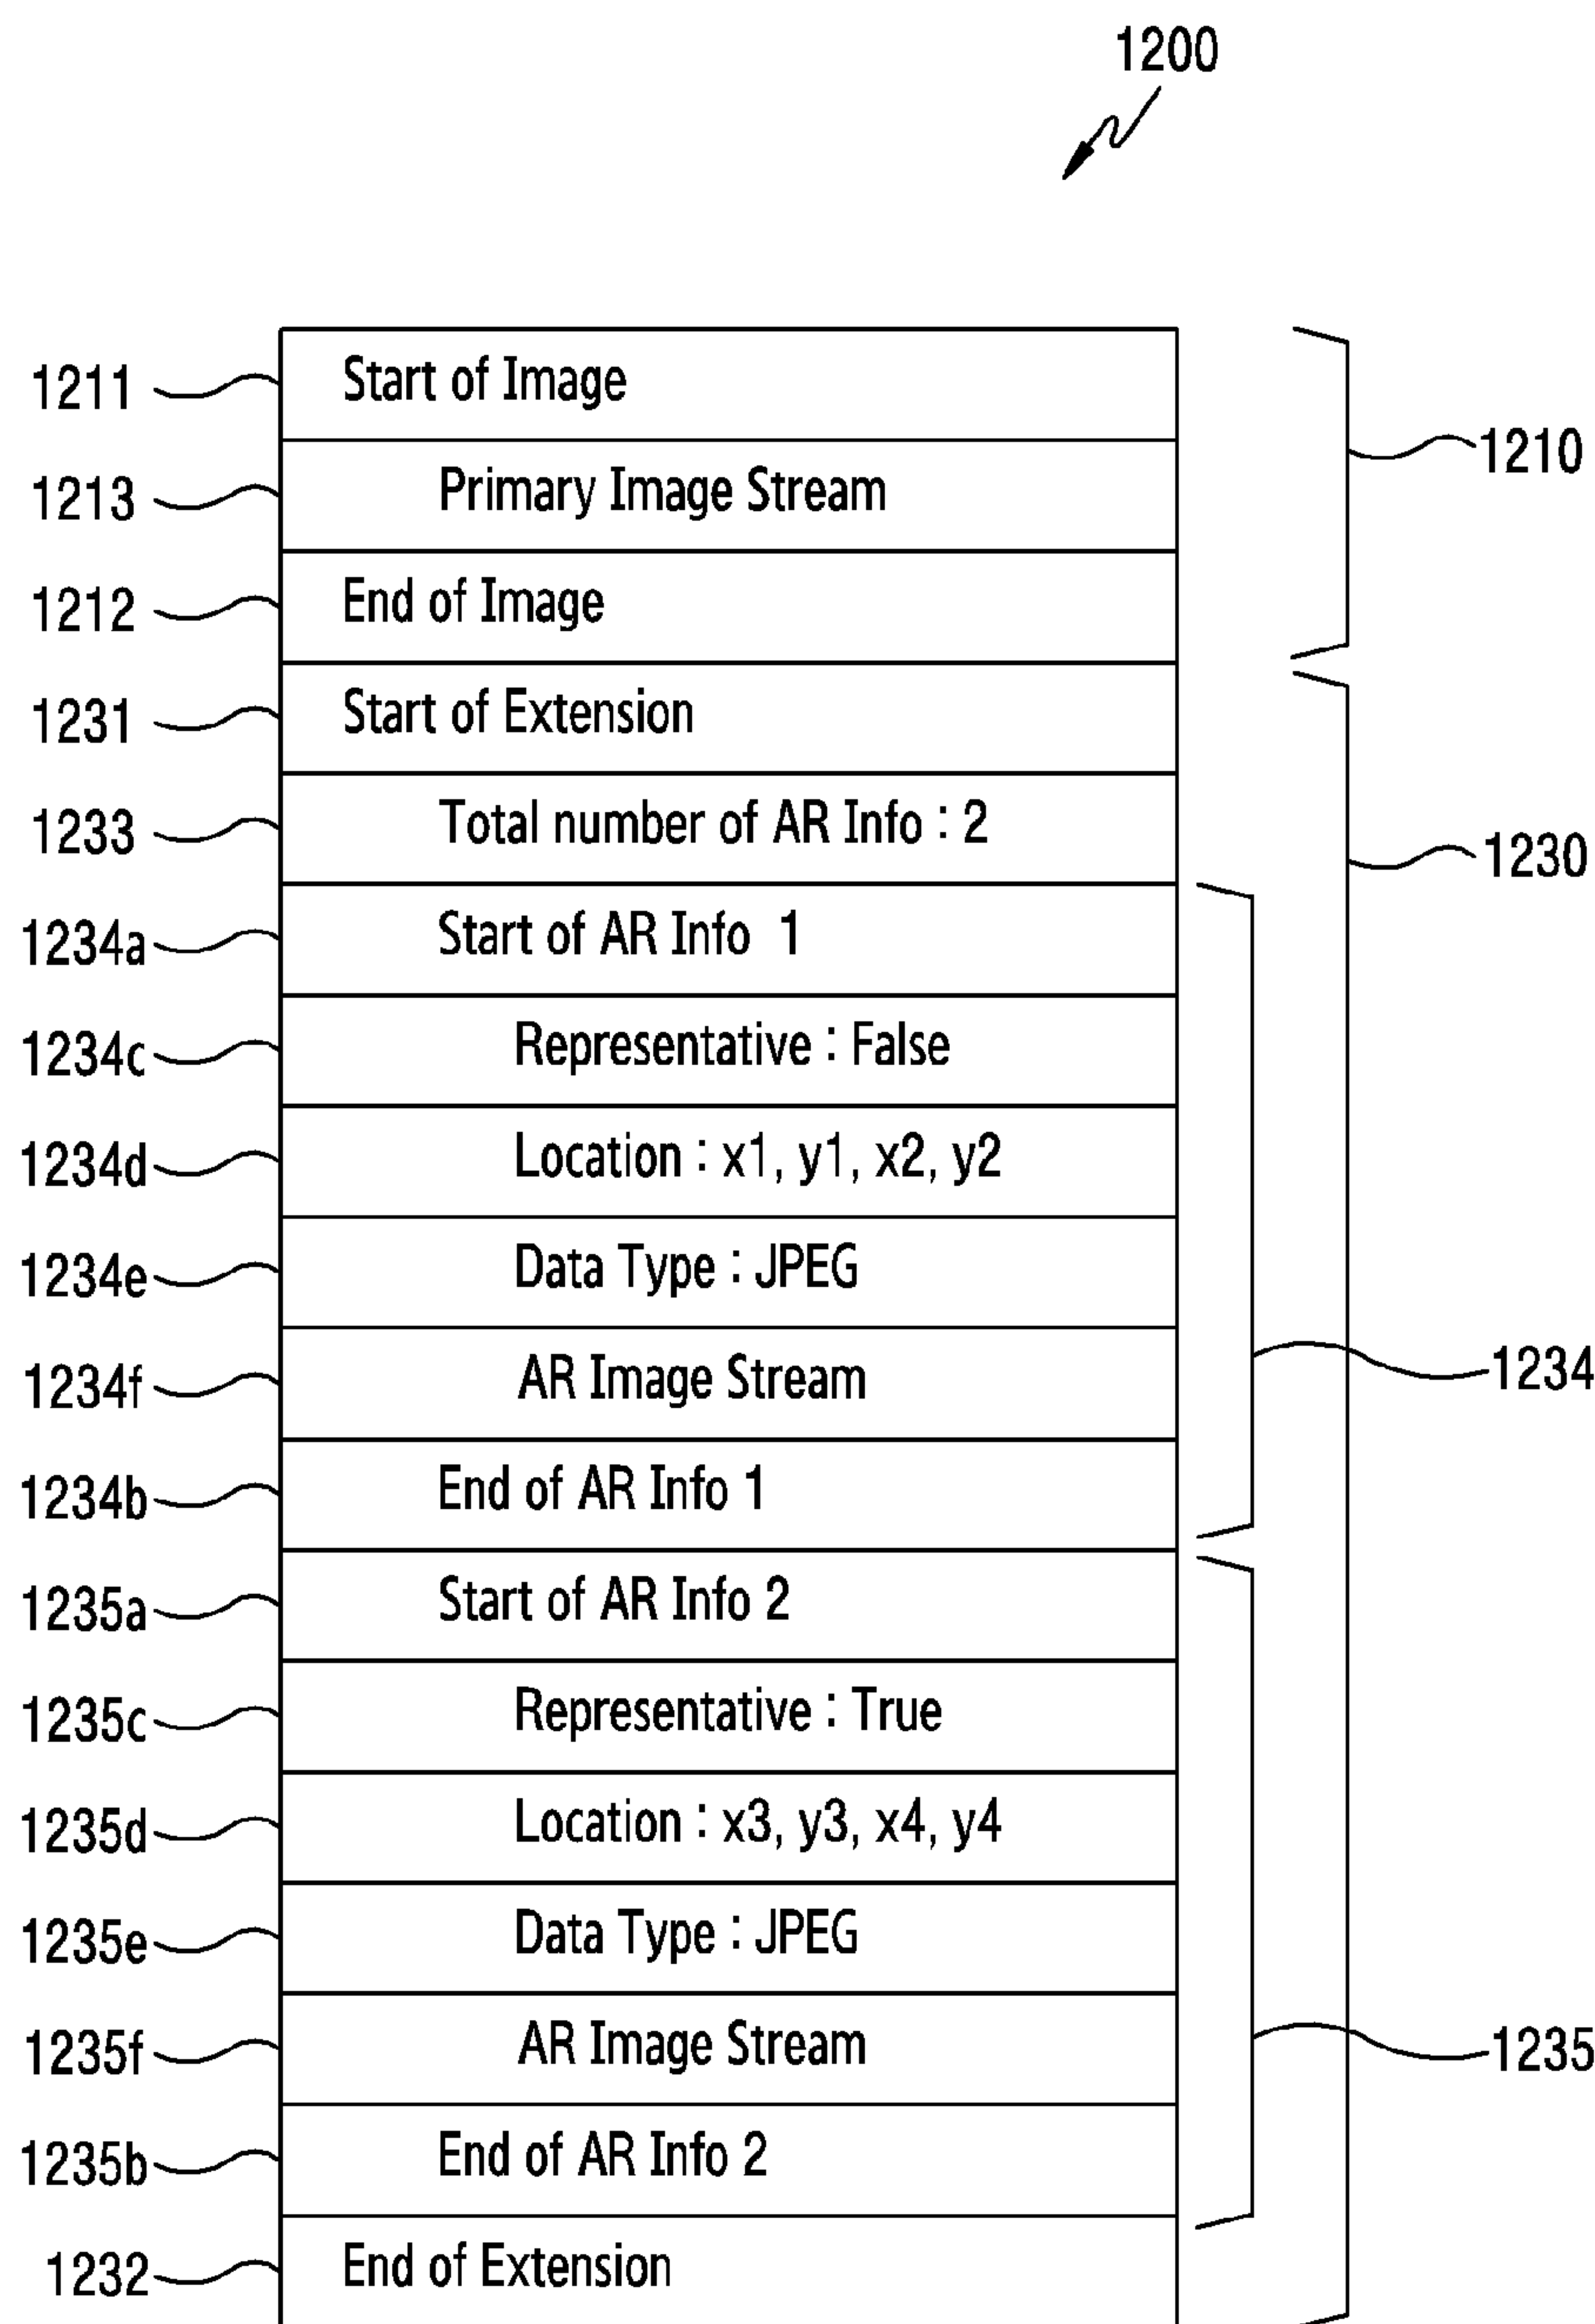 1200
1211 Start of Image
1213 Primary Image Stream 1210
1212 End of Image
1231 Start of Extension
1233 Total number of AR Info : 2 1230
1234a Start of AR Info 1
1234c Representative : False
1234d Location : x1, y1, x2, y2
1234e Data Type : JPEG
1234f AR Image Stream 1234
1234b End of AR Info 1
1235a Start of AR Info 2
1235c Representative : True
1235d Location : x3, y3, x4, y4
1235e Data Type : JPEG
1235f AR Image Stream 1235
1235b End of AR Info 2
1232 End of Extension